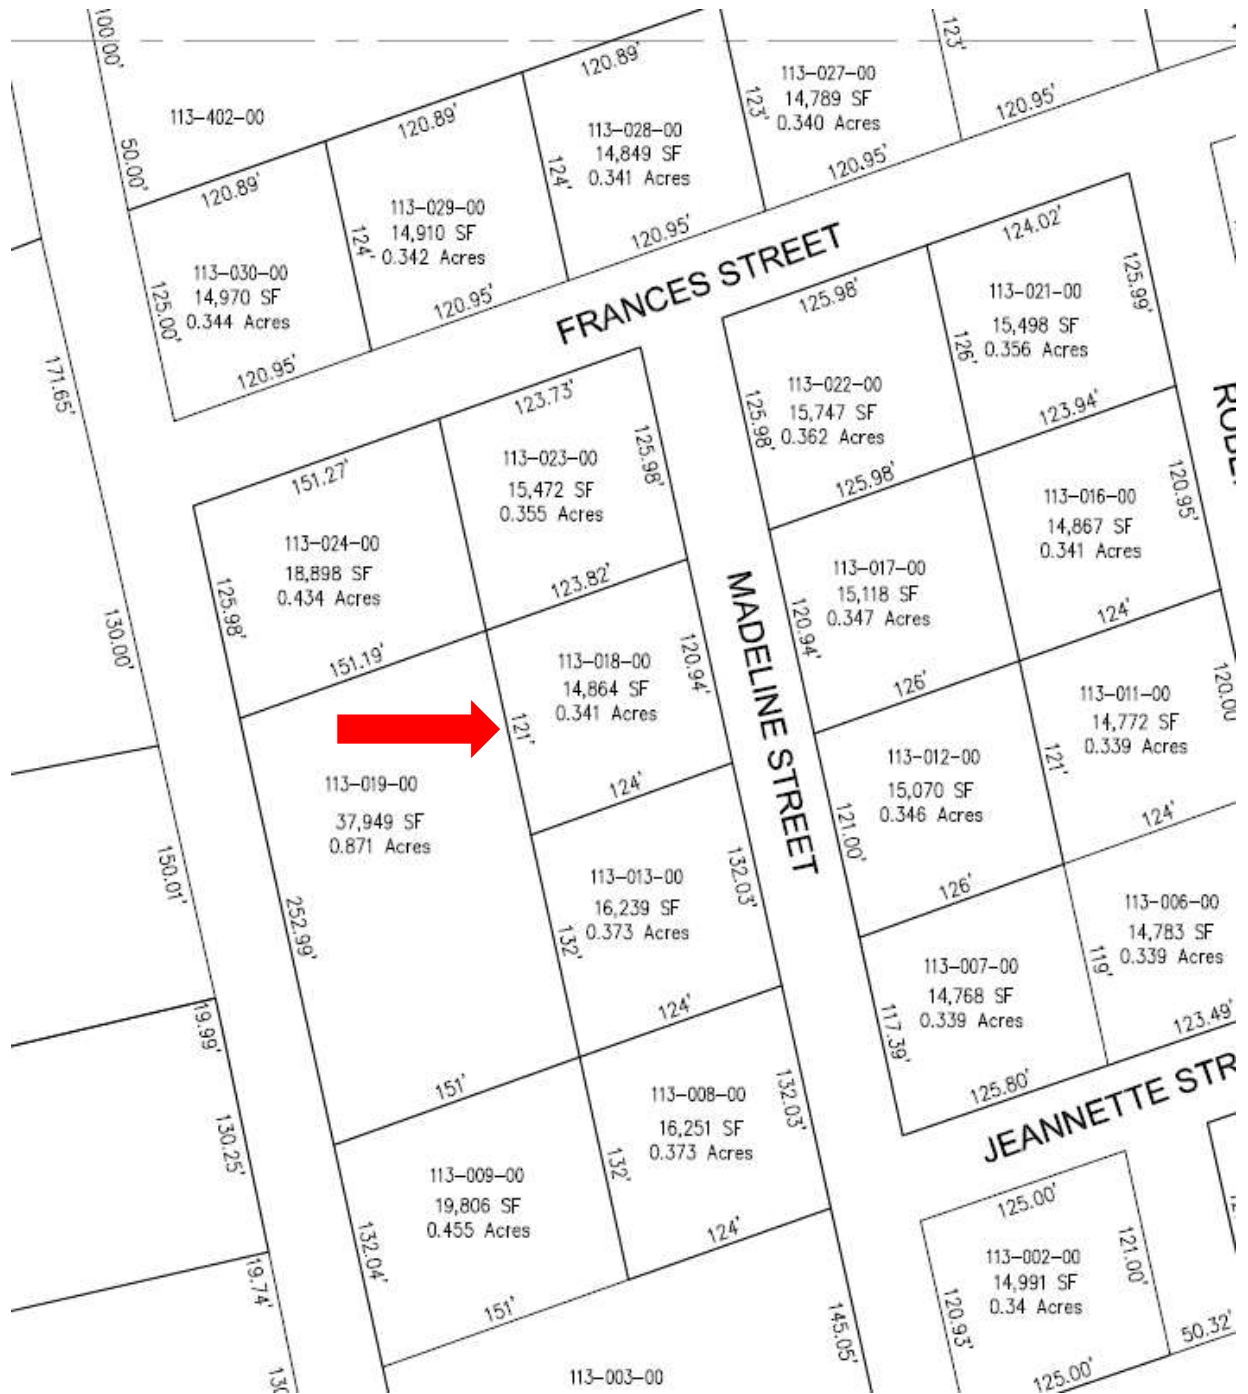 100.00'
123'
120.89'
113-027-00
14,789 SF
0.340 Acres
123'
120.95'
113-402-00
120.89'
113-028-00
14,849 SF
0.341 Acres
124'
120.95'
50.00'
120.89'
113-029-00
14,910 SF
0.342 Acres
124'
120.95'
113-030-00
14,970 SF
0.344 Acres
125.00'
120.95'
120.95'
FRANCES STREET
124.02'
125.98'
113-021-00
15,498 SF
0.356 Acres
125.99'
126'
123.94'
171.65'
123.73'
113-022-00
15,747 SF
0.362 Acres
125.98'
125.98'
113-023-00
15,472 SF
0.355 Acres
125.98'
123.82'
151.27'
113-024-00
18,898 SF
0.434 Acres
125.98'
151.19'
113-016-00
14,867 SF
0.341 Acres
120.95'
124'
113-017-00
15,118 SF
0.347 Acres
120.94'
126'
MADELINE STREET
130.00'
113-018-00
14,864 SF
0.341 Acres
120.94'
121'
124'
113-011-00
14,772 SF
0.339 Acres
120.00
121'
124'
113-012-00
15,070 SF
0.346 Acres
121.00'
126'
113-019-00
37,949 SF
0.871 Acres
252.99'
151'
150.01'
113-013-00
16,239 SF
0.373 Acres
132.03'
132'
124'
113-006-00
14,783 SF
0.339 Acres
119'
123.49'
113-007-00
14,768 SF
0.339 Acres
117.39'
125.80'
JEANNETTE STR
19.99'
130.25'
113-008-00
16,251 SF
0.373 Acres
132.03'
132'
124'
113-009-00
19,806 SF
0.455 Acres
132.04'
151'
125.00'
113-002-00
14,991 SF
0.34 Acres
121.00'
120.93'
125.00'
50.32'
19.74'
145.05'
113-003-00